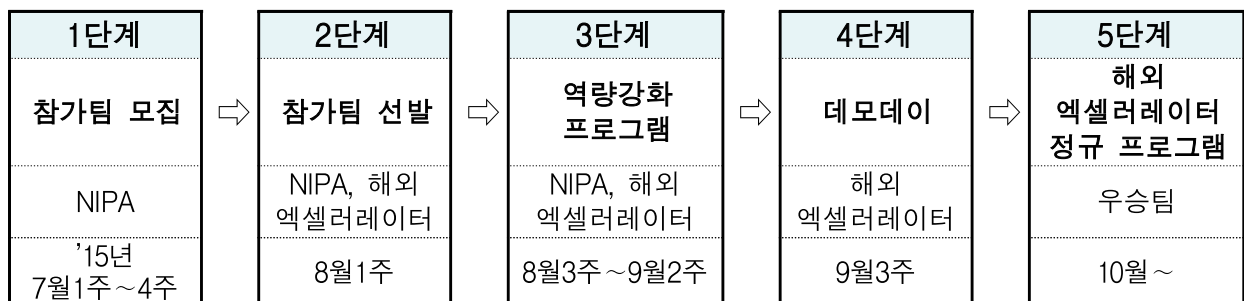 1단계
참가팀 모집
NIPA
'15년
7월1주~4주
⇨
2단계
참가팀 선발
NIPA, 해외
엑셀러레이터
8월1주
⇨
3단계
역량강화
프로그램
NIPA, 해외
엑셀러레이터
8월3주~9월2주
⇨
4단계
데모데이
해외
엑셀러레이터
9월3주
⇨
5단계
해외
엑셀러레이터
정규 프로그램
우승팀
10월~